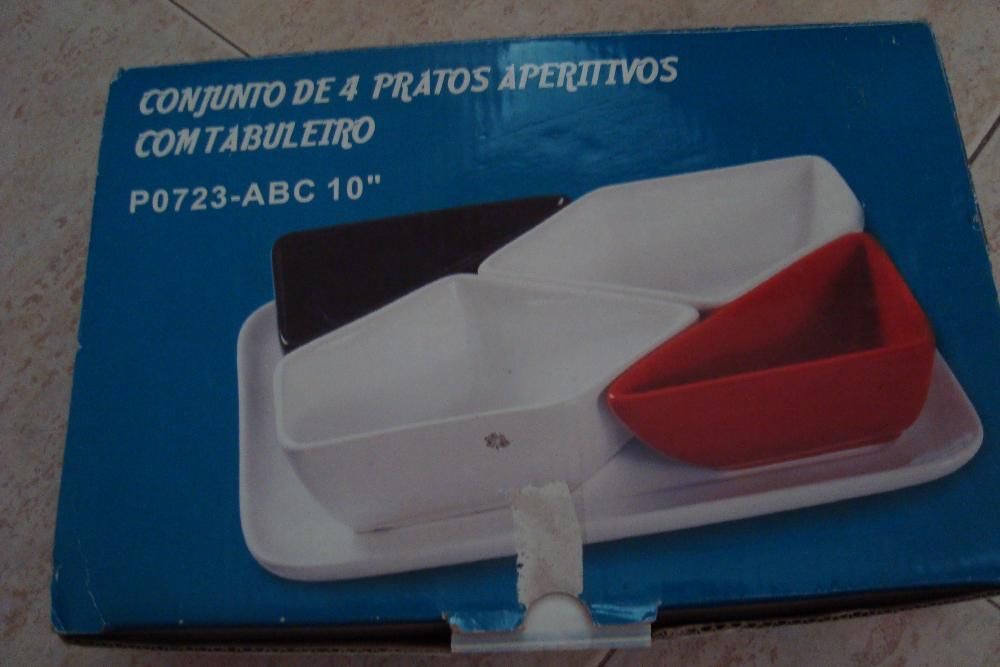 CONJUNTO DE 4 PRATOS APERITIVOS
COM TABULEIRO
P0723-ABC 10"